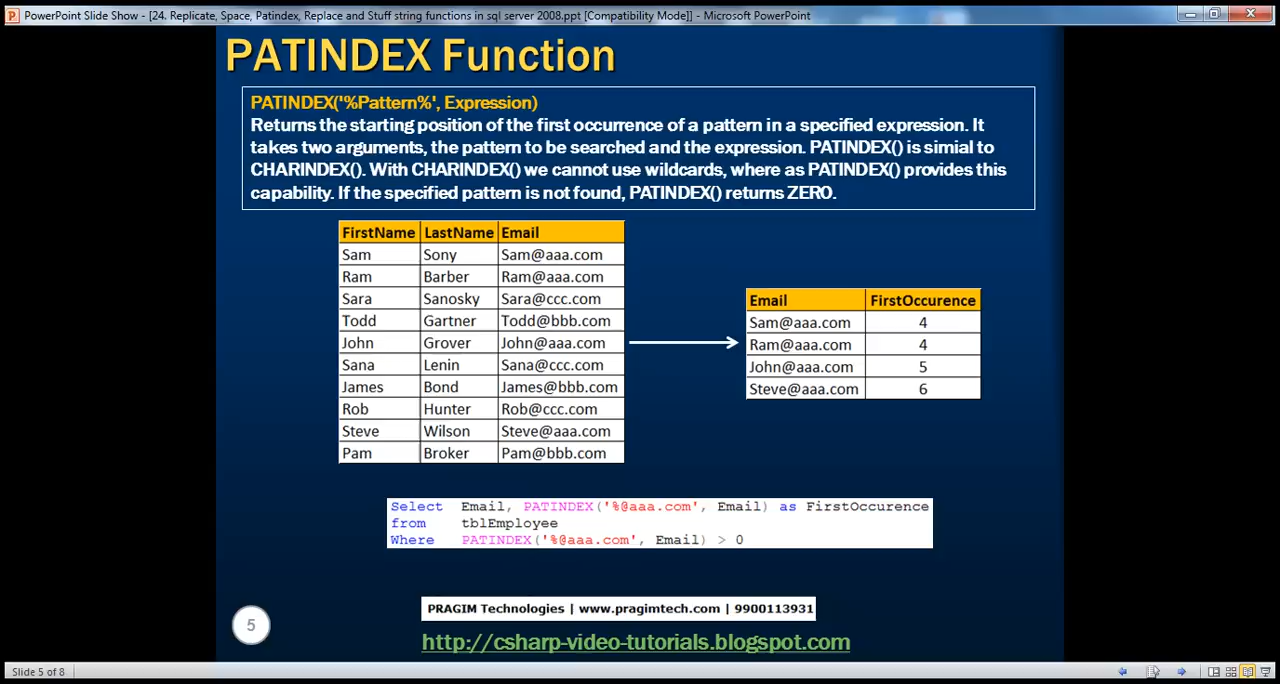 PowerPoint Slide Show - [24. Replicate, Space, Patindex, Replace and Stuff string functions in sql server 2008.ppt [Compatibility Mode]] - Microsoft PowerPoint
PATINDEX Function
PATINDEX('%Pattern%', Expression)
Returns the starting position of the first occurrence of a pattern in a specified expression. It
takes two arguments, the pattern to be searched and the expression. PATINDEX() is simial to
CHARINDEX(). With CHARINDEX() we cannot use wildcards, where as PATINDEX() provides this
capability. If the specified pattern is not found, PATINDEX() returns ZERO.
FirstName LastName Email
Sam Sony Sam@aaa.com
Ram Barber Ram@aaa.com
Sara Sanosky Sara@ccc.com
Todd Gartner Todd@bbb.com
John Grover John@aaa.com
Sana Lenin Sana@ccc.com
James Bond James@bbb.com
Rob Hunter Rob@ccc.com
Steve Wilson Steve@aaa.com
Pam Broker Pam@bbb.com
Email FirstOccurence
Sam@aaa.com 4
Ram@aaa.com 4
John@aaa.com 5
Steve@aaa.com 6
Select Email, PATINDEX('%@aaa.com', Email) as FirstOccurence
from tblEmployee
Where PATINDEX('%@aaa.com', Email) > 0
PRAGIM Technologies | www.pragimtech.com | 9900113931
5
http://csharp-video-tutorials.blogspot.com
Slide 5 of 8